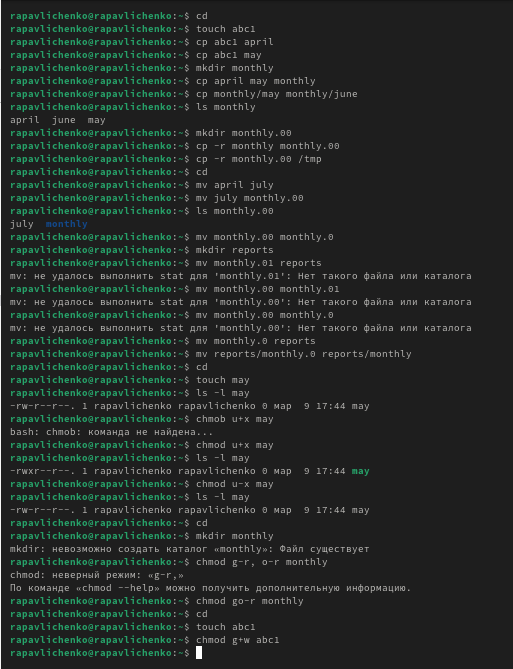 rapavlichenko@rapavlichenko:~$ cd
rapavlichenko@rapavlichenko:~$ touch abc1
rapavlichenko@rapavlichenko:~$ cp abc1 april
rapavlichenko@rapavlichenko:~$ cp abc1 may
rapavlichenko@rapavlichenko:~$ mkdir monthly
rapavlichenko@rapavlichenko:~$ cp april may monthly
rapavlichenko@rapavlichenko:~$ cp monthly/may monthly/june
rapavlichenko@rapavlichenko:~$ ls monthly
april  june  may
rapavlichenko@rapavlichenko:~$ mkdir monthly.00
rapavlichenko@rapavlichenko:~$ cp -r monthly monthly.00
rapavlichenko@rapavlichenko:~$ cp -r monthly.00 /tmp
rapavlichenko@rapavlichenko:~$ cd
rapavlichenko@rapavlichenko:~$ mv april july
rapavlichenko@rapavlichenko:~$ mv july monthly.00
rapavlichenko@rapavlichenko:~$ ls monthly.00
july  monthly
rapavlichenko@rapavlichenko:~$ mv monthly.00 monthly.0
rapavlichenko@rapavlichenko:~$ mkdir reports
rapavlichenko@rapavlichenko:~$ mv monthly.01 reports
mv: не удалось выполнить stat для 'monthly.01': Нет такого файла или каталога
rapavlichenko@rapavlichenko:~$ mv monthly.00 monthly.01
mv: не удалось выполнить stat для 'monthly.00': Нет такого файла или каталога
rapavlichenko@rapavlichenko:~$ mv monthly.00 monthly.0
mv: не удалось выполнить stat для 'monthly.00': Нет такого файла или каталога
rapavlichenko@rapavlichenko:~$ mv monthly.0 reports
rapavlichenko@rapavlichenko:~$ mv reports/monthly.0 reports/monthly
rapavlichenko@rapavlichenko:~$ cd
rapavlichenko@rapavlichenko:~$ touch may
rapavlichenko@rapavlichenko:~$ ls -l may
-rw-r--r--. 1 rapavlichenko rapavlichenko 0 мар  9 17:44 may
rapavlichenko@rapavlichenko:~$ chmob u+x may
bash: chmob: команда не найдена...
rapavlichenko@rapavlichenko:~$ chmod u+x may
rapavlichenko@rapavlichenko:~$ ls -l may
-rwxr--r--. 1 rapavlichenko rapavlichenko 0 мар  9 17:44 may
rapavlichenko@rapavlichenko:~$ chmod u-x may
rapavlichenko@rapavlichenko:~$ ls -l may
-rw-r--r--. 1 rapavlichenko rapavlichenko 0 мар  9 17:44 may
rapavlichenko@rapavlichenko:~$ cd
rapavlichenko@rapavlichenko:~$ mkdir monthly
mkdir: невозможно создать каталог «monthly»: Файл существует
rapavlichenko@rapavlichenko:~$ chmod g-r, o-r monthly
chmod: неверный режим: «g-r,»
По команде «chmod --help» можно получить дополнительную информацию.
rapavlichenko@rapavlichenko:~$ chmod go-r monthly
rapavlichenko@rapavlichenko:~$ cd
rapavlichenko@rapavlichenko:~$ touch abc1
rapavlichenko@rapavlichenko:~$ chmod g+w abc1
rapavlichenko@rapavlichenko:~$